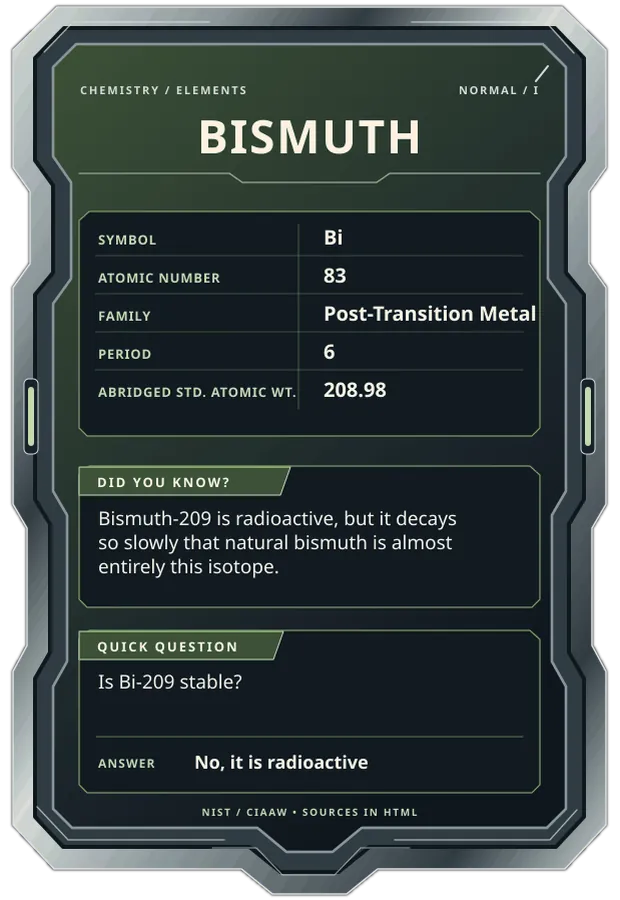 CHEMISTRY / ELEMENTS
NORMAL / I
BISMUTH
SYMBOL Bi
ATOMIC NUMBER 83
FAMILY Post-Transition Metal
PERIOD 6
ABRIDGED STD. ATOMIC WT. 208.98
DID YOU KNOW?
Bismuth-209 is radioactive, but it decays
so slowly that natural bismuth is almost
entirely this isotope.
QUICK QUESTION
Is Bi-209 stable?
ANSWER No, it is radioactive
NIST / CIAAW • SOURCES IN HTML